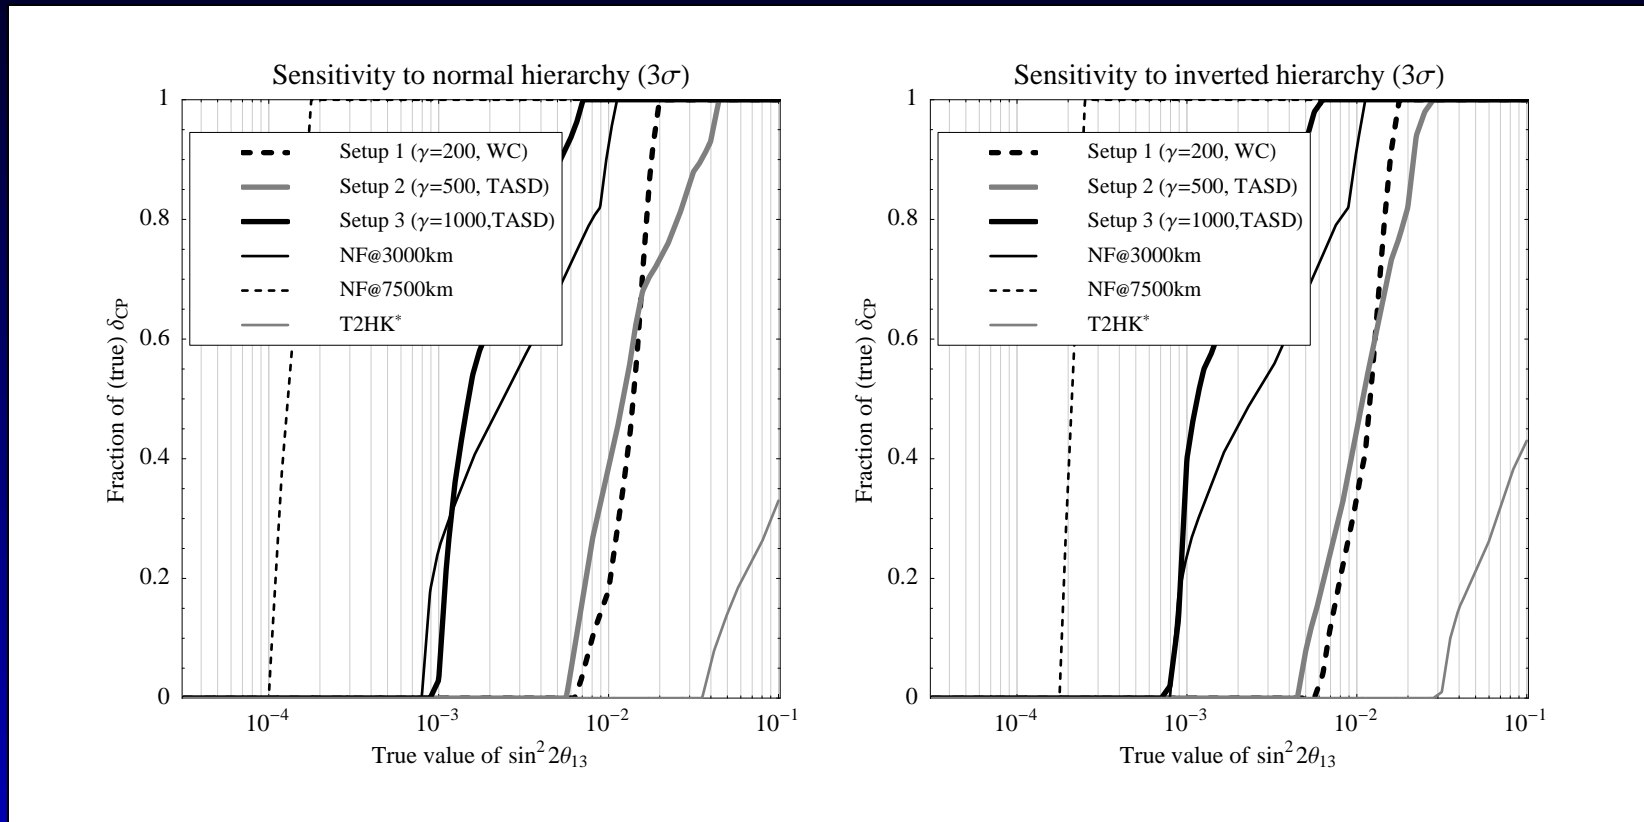 Sensitivity to normal hierarchy (3σ)
1
0.8
0.6
0.4
0.2
0
Fraction of (true) δCP
Setup 1 (γ=200, WC)
Setup 2 (γ=500, TASD)
Setup 3 (γ=1000,TASD)
NF@3000km
NF@7500km
T2HK*
10⁻⁴ 10⁻³ 10⁻² 10⁻¹
True value of sin² 2θ₁₃
Sensitivity to inverted hierarchy (3σ)
1
0.8
0.6
0.4
0.2
0
Fraction of (true) δCP
Setup 1 (γ=200, WC)
Setup 2 (γ=500, TASD)
Setup 3 (γ=1000,TASD)
NF@3000km
NF@7500km
T2HK*
10⁻⁴ 10⁻³ 10⁻² 10⁻¹
True value of sin² 2θ₁₃